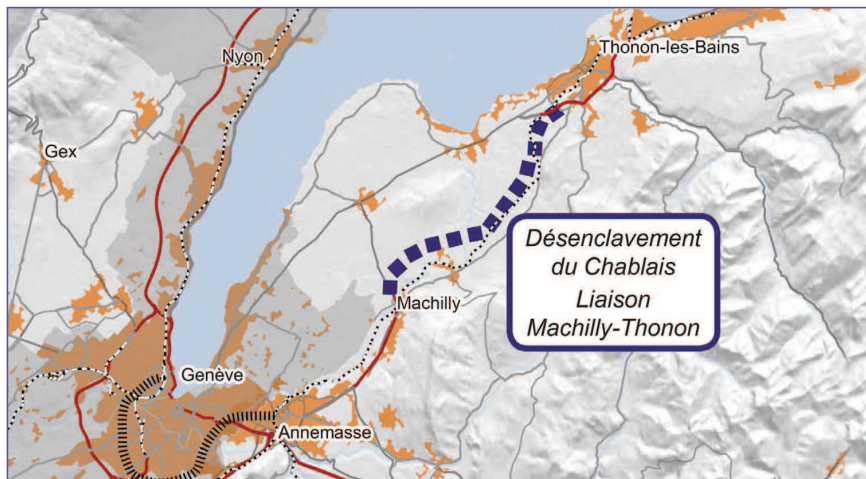 Nyon
Thonon-les-Bains
Gex
Désenclavement
du Chablais
Liaison
Machilly-Thonon
Machilly
Genève
Annemasse